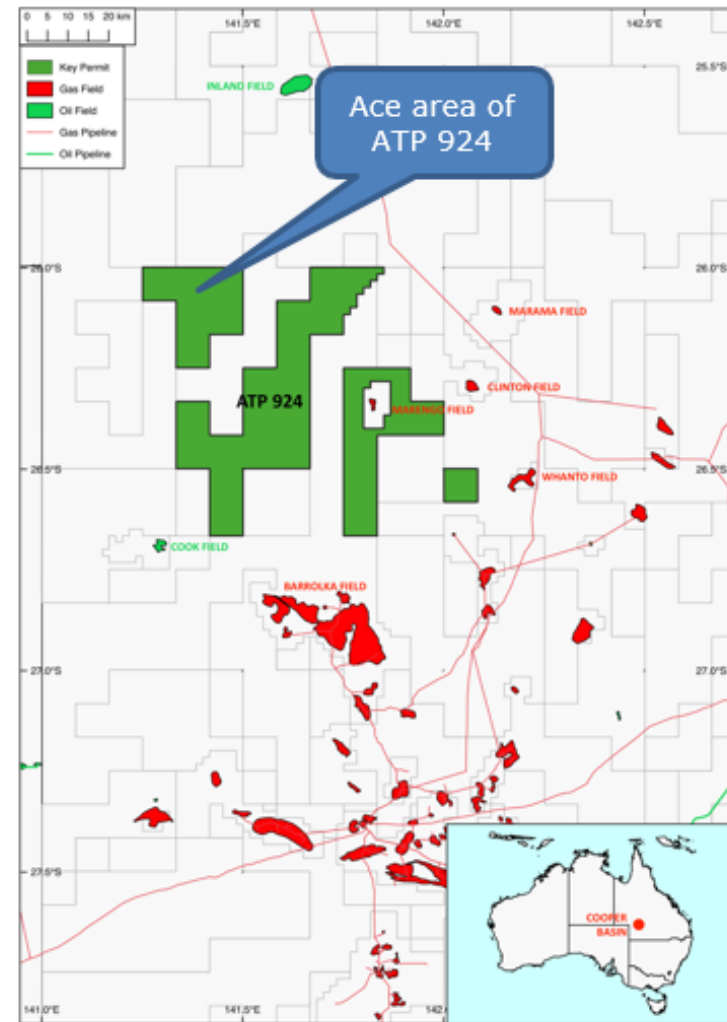 0 5 10 15 20 km
141.5°E 142.0°E 142.5°E
Key Permit
Gas Field
Oil Field
Gas Pipeline
Oil Pipeline
INLAND FIELD
25.5°S
Ace area of
ATP 924
26.0°S 26.0°S
MARAMA FIELD
CLINTON FIELD
ATP 924
MARENGO FIELD
26.5°S 26.5°S
WHANTO FIELD
COOK FIELD
BARROLKA FIELD
27.0°S 27.0°S
27.5°S
COOPER
BASIN
141.0°E 141.5°E 142.0